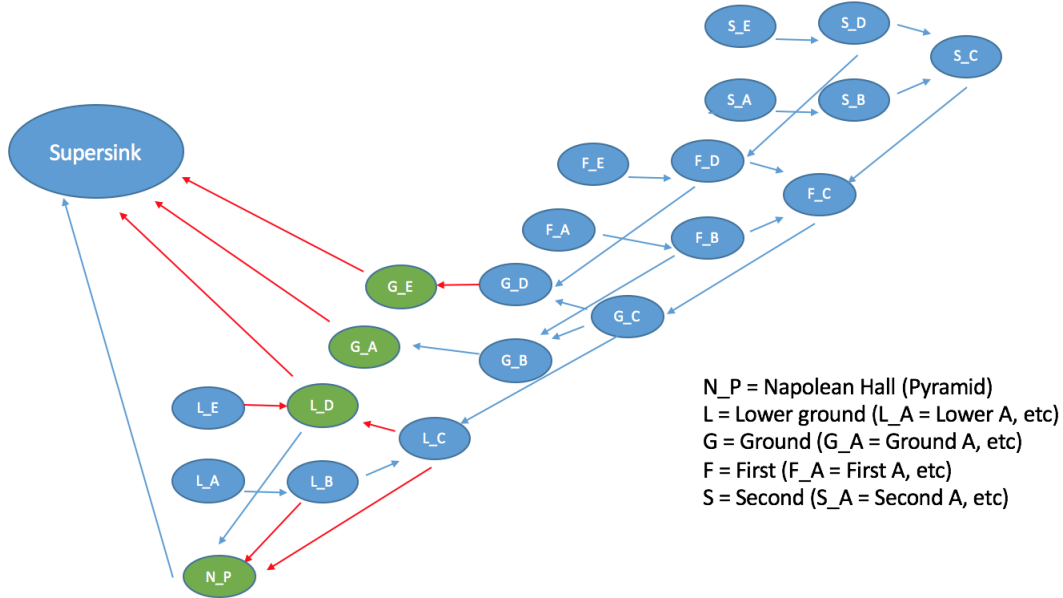 S_E
S_D
S_C
S_A
S_B
Supersink
F_E
F_D
F_C
F_A
F_B
G_E
G_D
G_C
G_A
G_B
L_E
L_D
L_C
L_A
L_B
N_P
N_P = Napolean Hall (Pyramid)
L = Lower ground (L_A = Lower A, etc)
G = Ground (G_A = Ground A, etc)
F = First (F_A = First A, etc)
S = Second (S_A = Second A, etc)